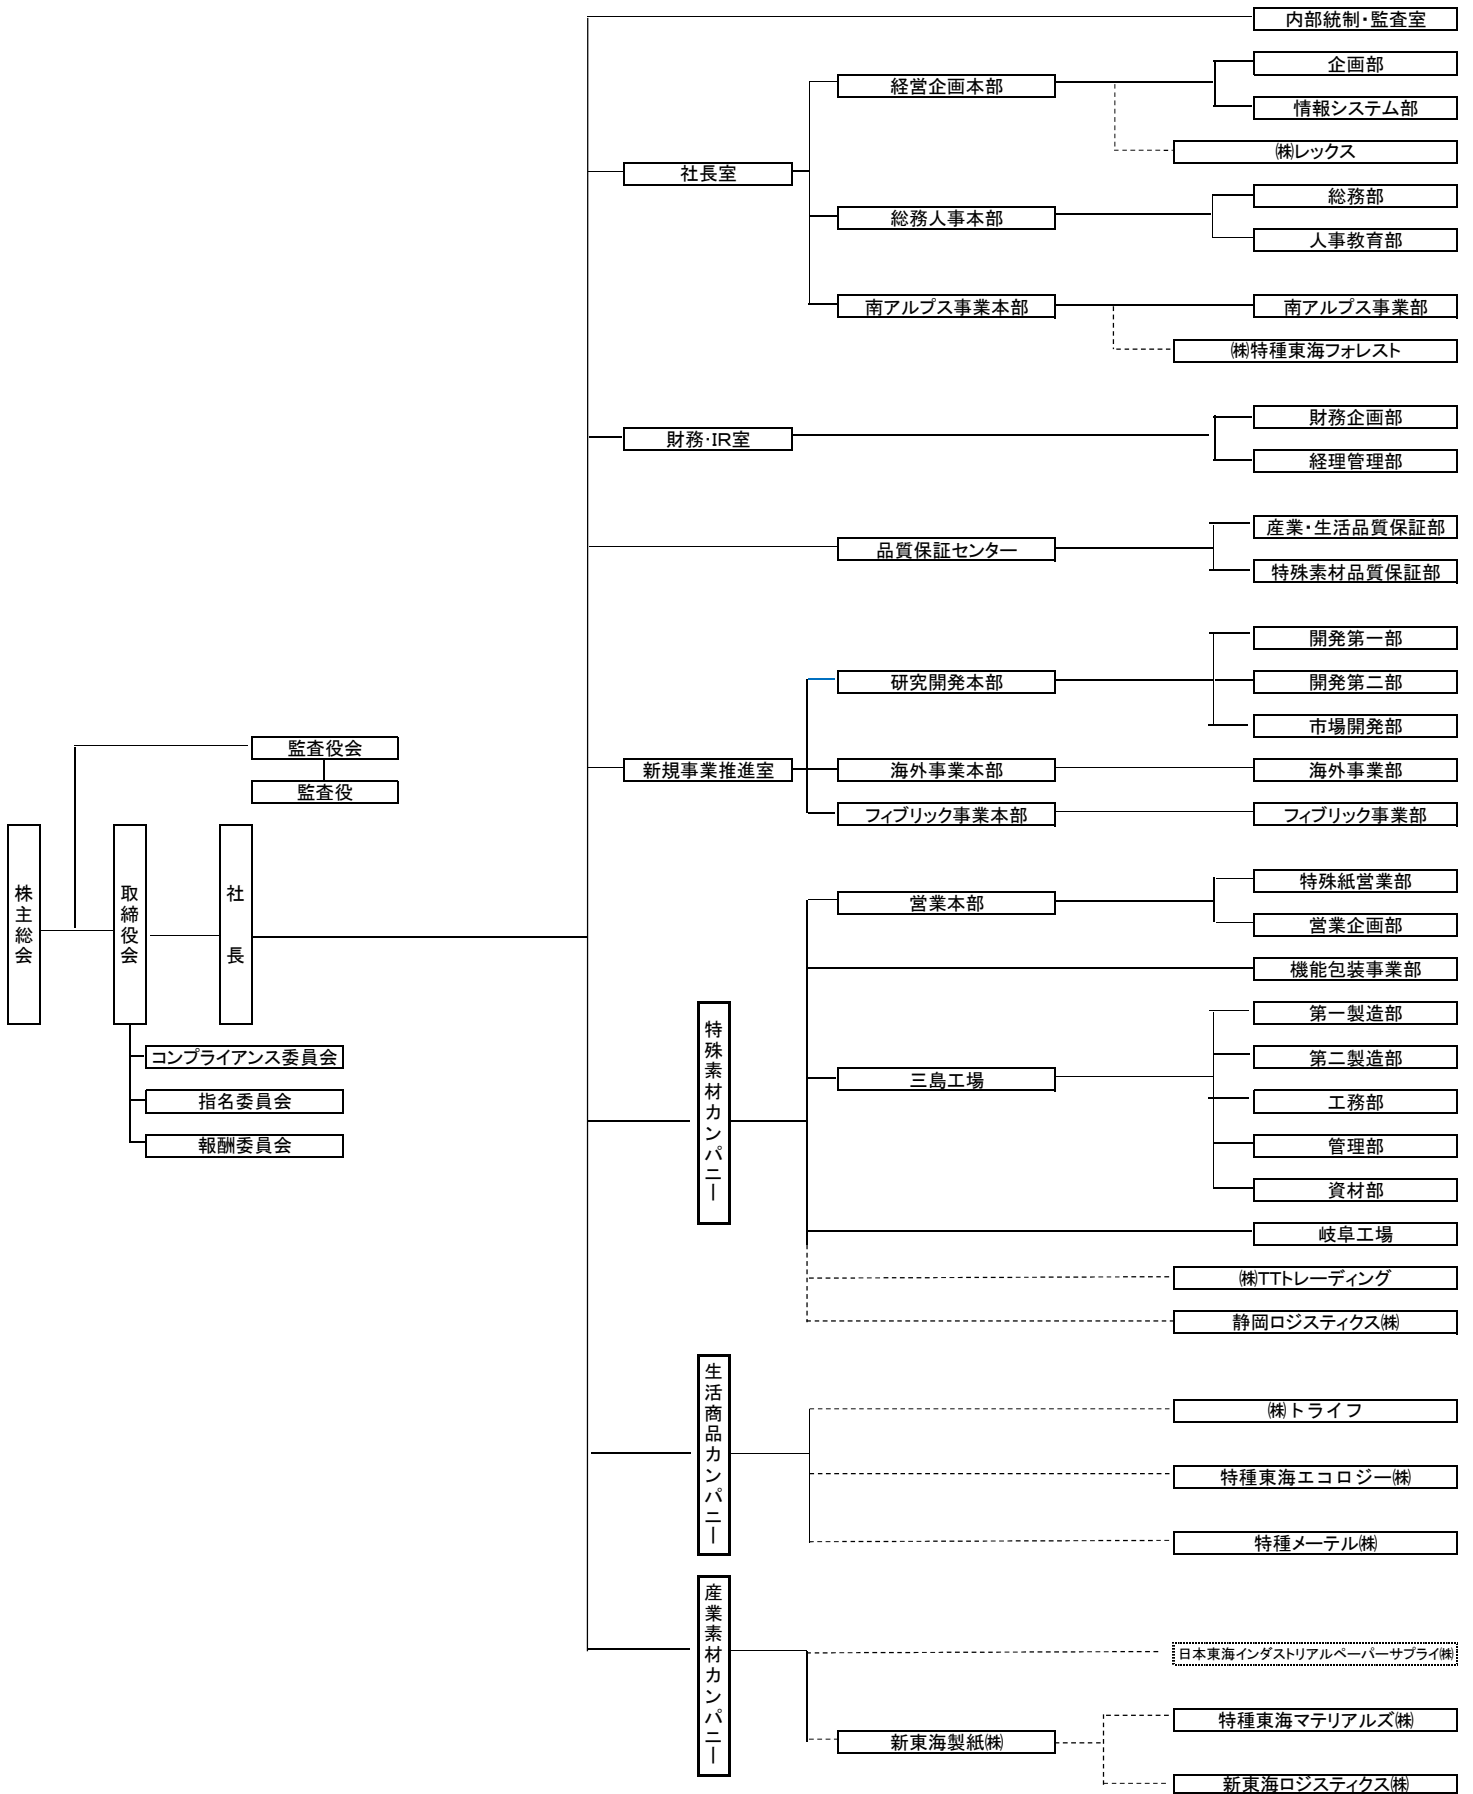 内部統制・監査室
企画部
経営企画本部
情報システム部
㈱レックス
社長室
総務部
総務人事本部
人事教育部
南アルプス事業本部
南アルプス事業部
㈱特種東海フォレスト
財務企画部
財務・IR室
経理管理部
産業・生活品質保証部
品質保証センター
特殊素材品質保証部
開発第一部
研究開発本部
開発第二部
市場開発部
監査役会
新規事業推進室
海外事業本部
海外事業部
監査役
フィブリック事業本部
フィブリック事業部
株主総会
取締役会
社長
特殊紙営業部
営業本部
営業企画部
機能包装事業部
特殊素材カンパニー
第一製造部
コンプライアンス委員会
第二製造部
三島工場
指名委員会
工務部
報酬委員会
管理部
資材部
岐阜工場
㈱TTトレーディング
静岡ロジスティクス㈱
生活商品カンパニー
㈱トライフ
特種東海エコロジー㈱
特種メーテル㈱
産業素材カンパニー
日本東海インダストリアルペーパーサプライ㈱
特種東海マテリアルズ㈱
新東海製紙㈱
新東海ロジスティクス㈱